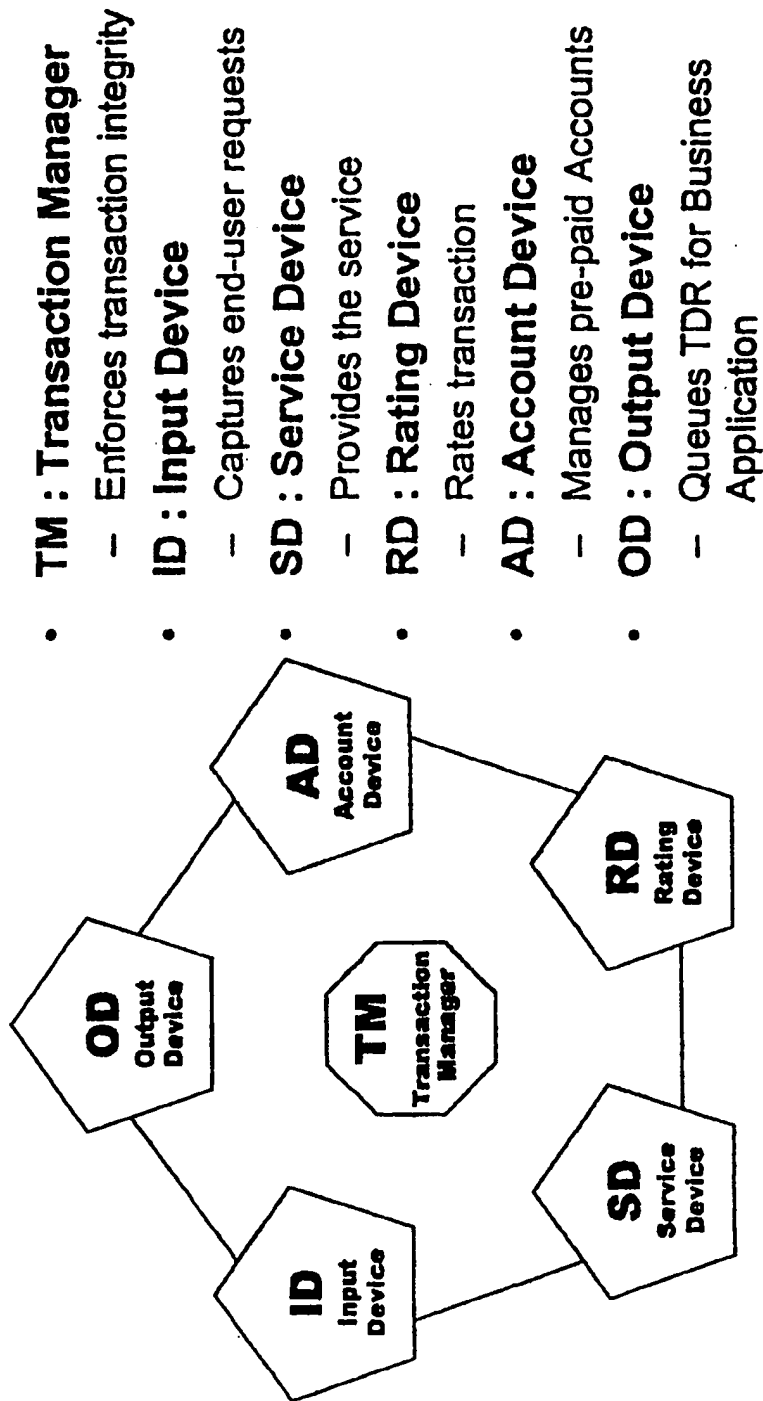 OD
Output
Device
ID
Input
Device
AD
Account
Device
TM
Transaction
Manager
SD
Service
Device
RD
Rating
Device
• TM : Transaction Manager
– Enforces transaction integrity
• ID : Input Device
– Captures end-user requests
• SD : Service Device
– Provides the service
• RD : Rating Device
– Rates transaction
• AD : Account Device
– Manages pre-paid Accounts
• OD : Output Device
– Queues TDR for Business
Application